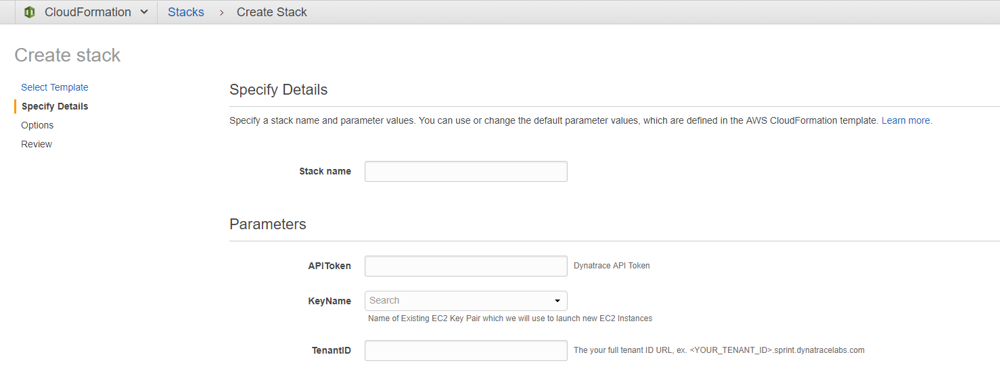 CloudFormation Stacks > Create Stack
Create stack
Select Template
Specify Details
Options
Review
Specify Details
Specify a stack name and parameter values. You can use or change the default parameter values, which are defined in the AWS CloudFormation template. Learn more.
Stack name
Parameters
APIToken Dynatrace API Token
KeyName Search
Name of Existing EC2 Key Pair which we will use to launch new EC2 Instances
TenantID The your full tenant ID URL, ex. <YOUR_TENANT_ID>.sprint.dynatracelabs.com